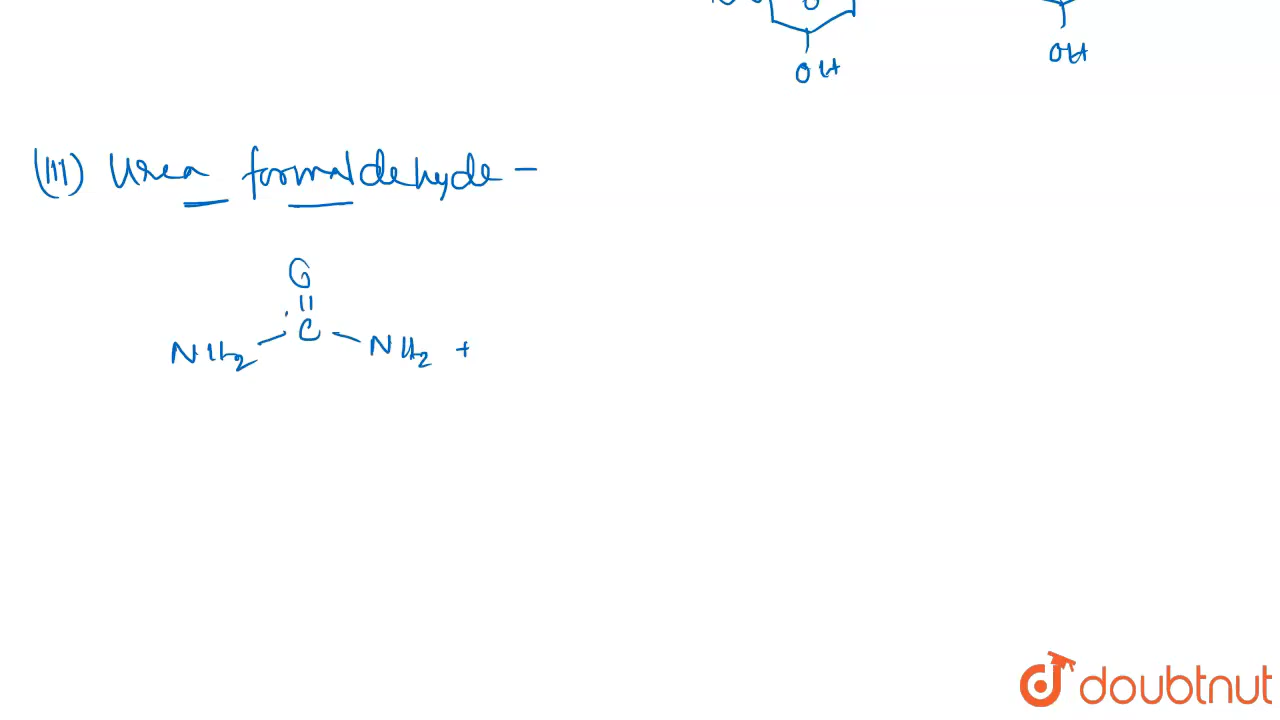 OH
OH
(III) Urea formaldehyde -
O
||
NH2 - C - NH2 +
doubtnut